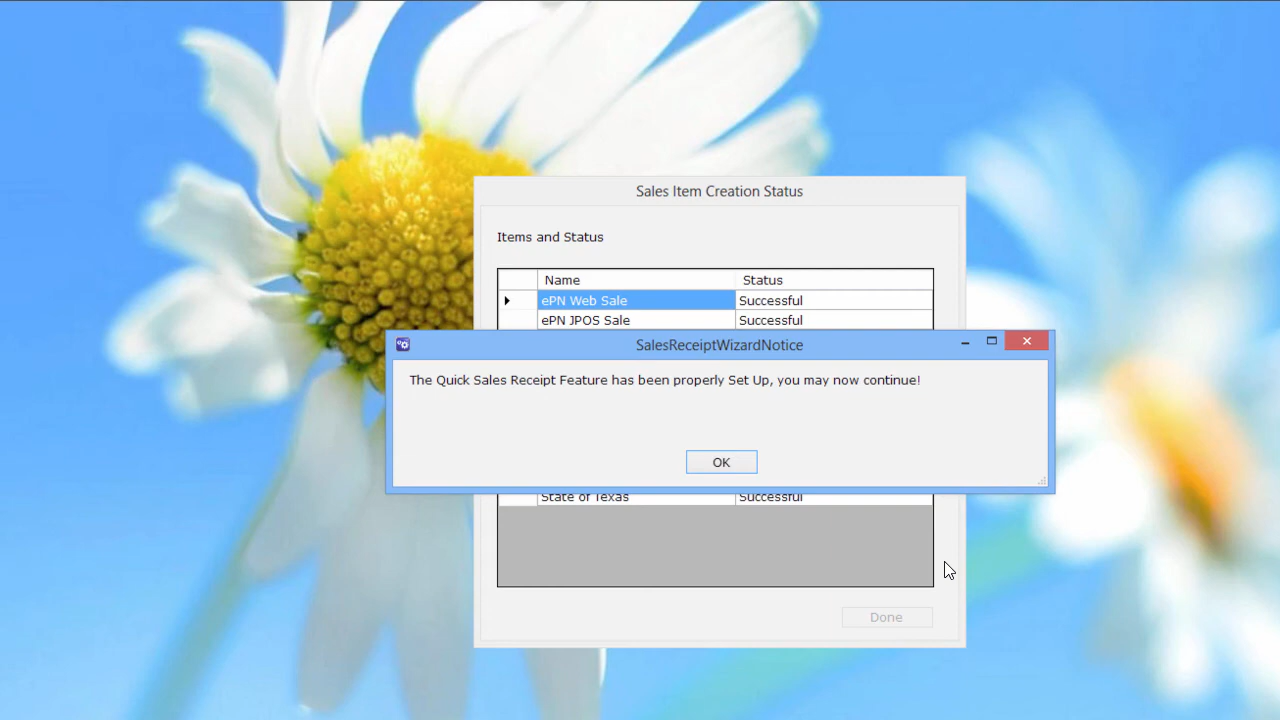 Sales Item Creation Status
Items and Status
Name Status
ePN Web Sale Successful
ePN JPOS Sale Successful
SalesReceiptWizardNotice
The Quick Sales Receipt Feature has been properly Set Up, you may now continue!
OK
State of Texas Successful
Done